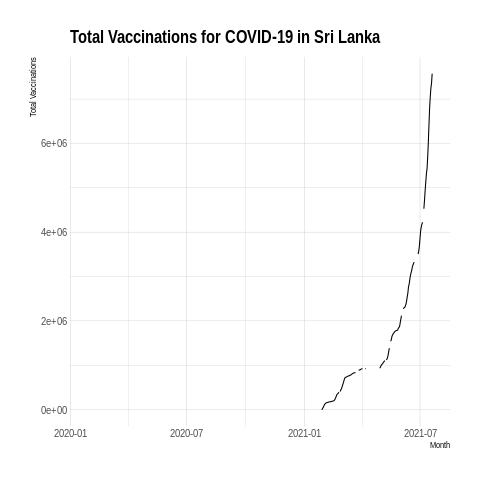 Total Vaccinations for COVID-19 in Sri Lanka
Total Vaccinations
6e+06
4e+06
2e+06
0e+00
2020-01 2020-07 2021-01 2021-07
Month